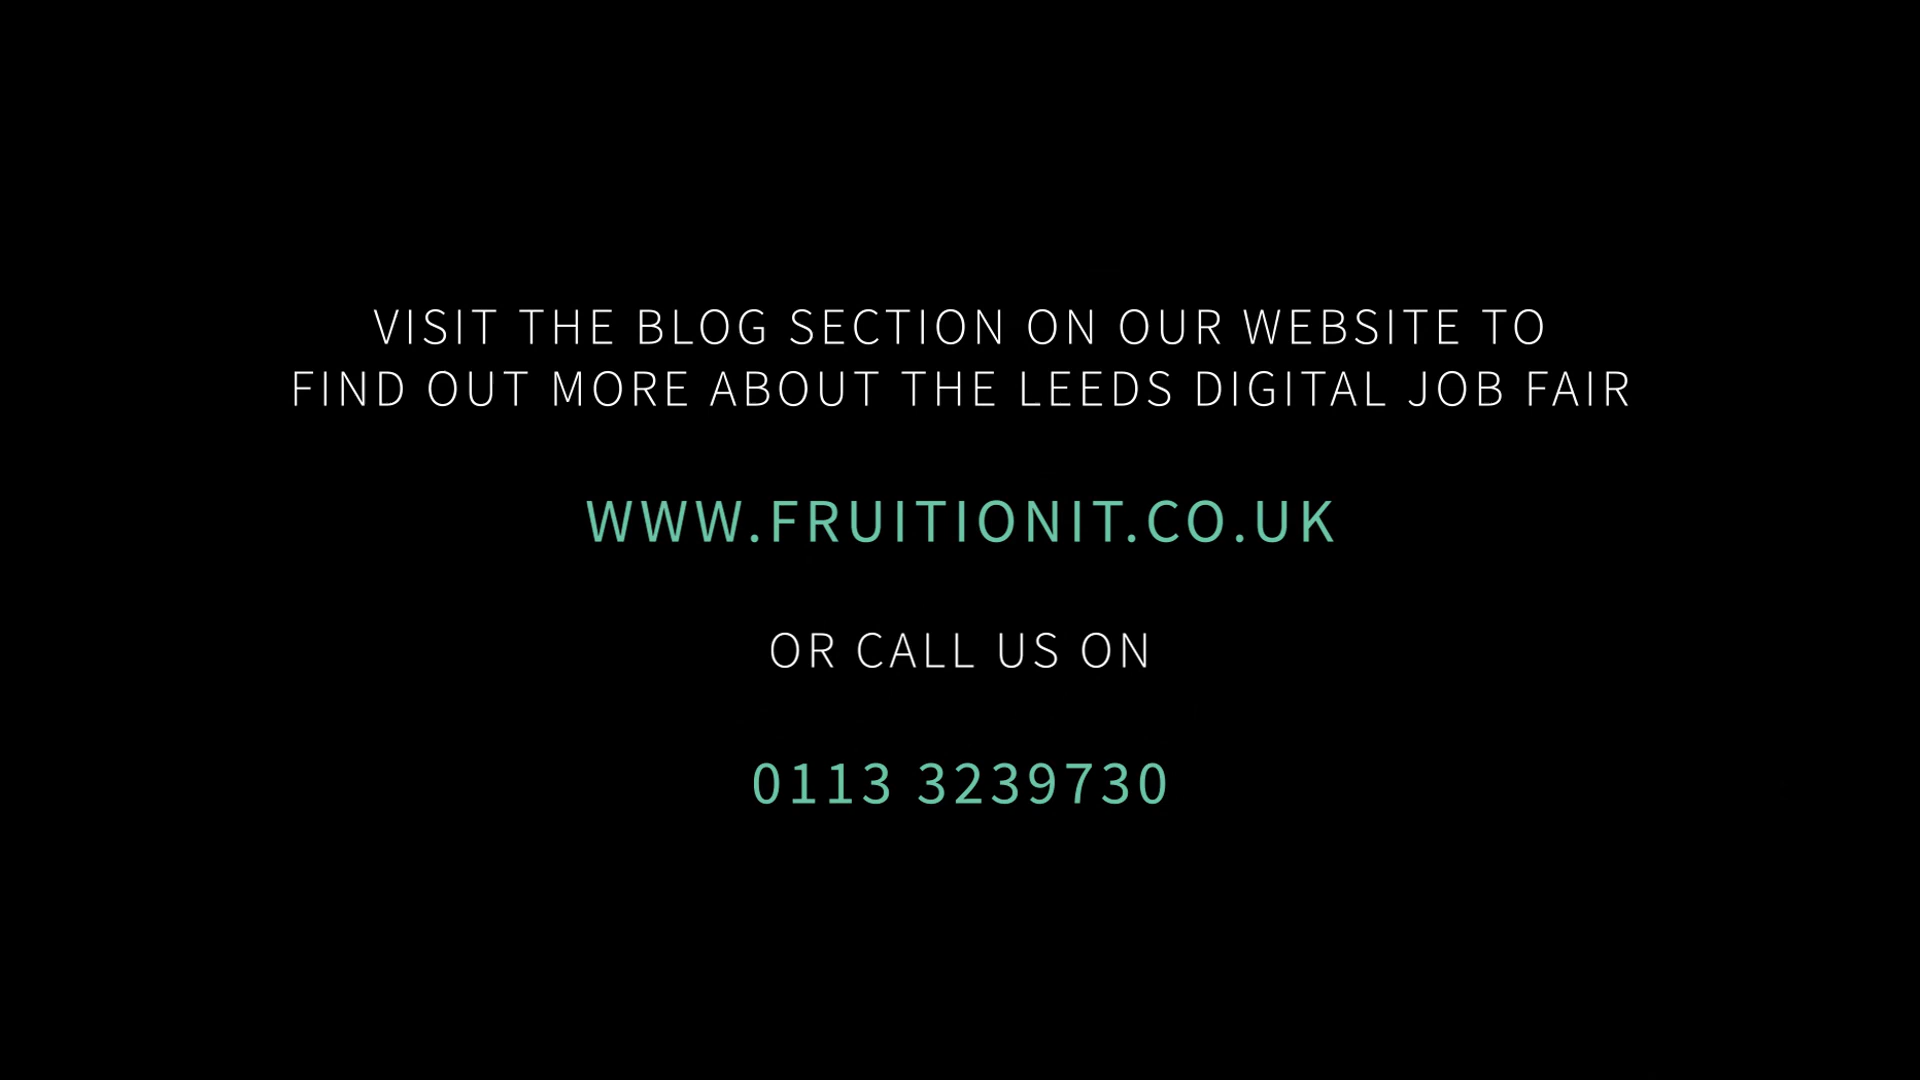 VISIT THE BLOG SECTION ON OUR WEBSITE TO
FIND OUT MORE ABOUT THE LEEDS DIGITAL JOB FAIR
WWW.FRUITIONIT.CO.UK
OR CALL US ON
0113 3239730